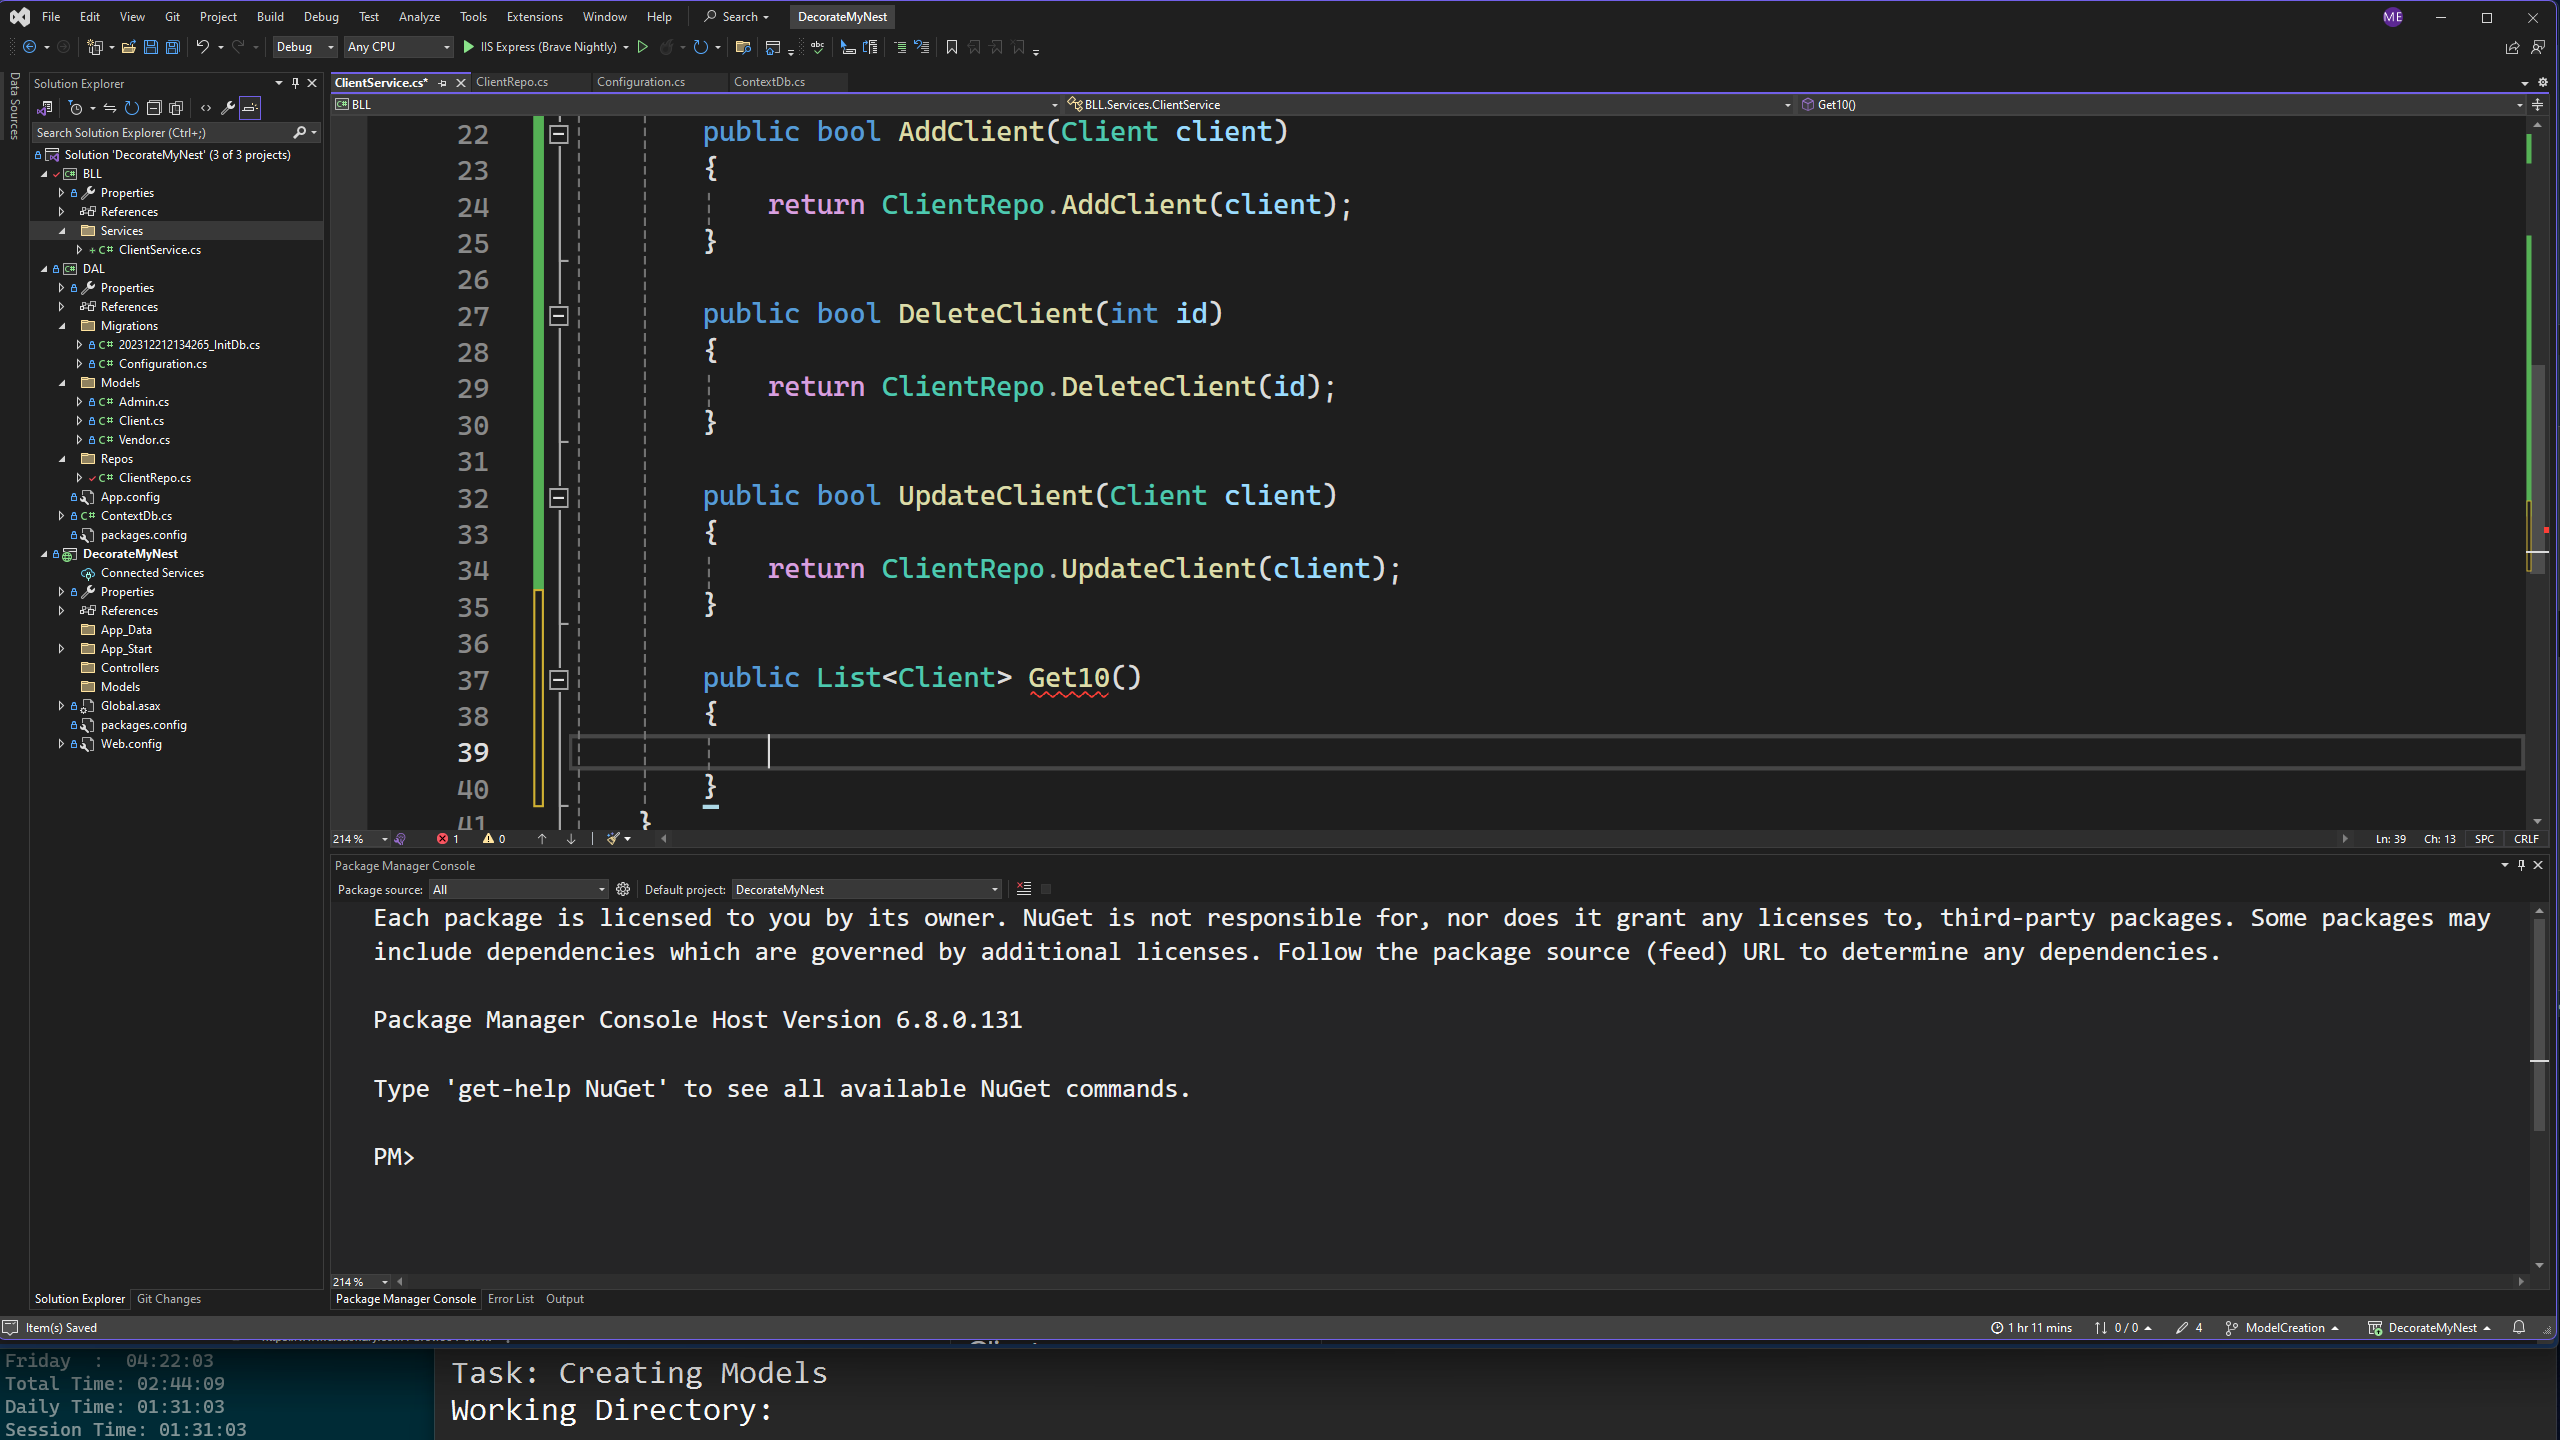 File Edit View Git Project Build Debug Test Analyze Tools Extensions Window Help Search DecorateMyNest ME
Debug Any CPU IIS Express (Brave Nightly)
Data Sources
Solution Explorer
Search Solution Explorer (Ctrl+;)
Solution 'DecorateMyNest' (3 of 3 projects)
BLL
Properties
References
Services
C# ClientService.cs
DAL
Properties
References
Migrations
C# 202312212134265_InitDb.cs
C# Configuration.cs
Models
C# Admin.cs
C# Client.cs
C# Vendor.cs
Repos
C# ClientRepo.cs
App.config
C# ContextDb.cs
packages.config
DecorateMyNest
Connected Services
Properties
References
App_Data
App_Start
Controllers
Models
Global.asax
packages.config
Web.config
Solution Explorer Git Changes
ClientService.cs* ClientRepo.cs Configuration.cs ContextDb.cs
BLL BLL.Services.ClientService Get10()
22 public bool AddClient(Client client)
23 {
24 return ClientRepo.AddClient(client);
25 }
26
27 public bool DeleteClient(int id)
28 {
29 return ClientRepo.DeleteClient(id);
30 }
31
32 public bool UpdateClient(Client client)
33 {
34 return ClientRepo.UpdateClient(client);
35 }
36
37 public List<Client> Get10()
38 {
39
40 }
41 }
214 % 1 0 Ln: 39 Ch: 13 SPC CRLF
Package Manager Console
Package source: All Default project: DecorateMyNest
Each package is licensed to you by its owner. NuGet is not responsible for, nor does it grant any licenses to, third-party packages. Some packages may
include dependencies which are governed by additional licenses. Follow the package source (feed) URL to determine any dependencies.
Package Manager Console Host Version 6.8.0.131
Type 'get-help NuGet' to see all available NuGet commands.
PM>
214 %
Package Manager Console Error List Output
Item(s) Saved 1 hr 11 mins 0 / 0 4 ModelCreation DecorateMyNest
Friday : 04:22:03
Total Time: 02:44:09
Daily Time: 01:31:03
Session Time: 01:31:03
Task: Creating Models
Working Directory: